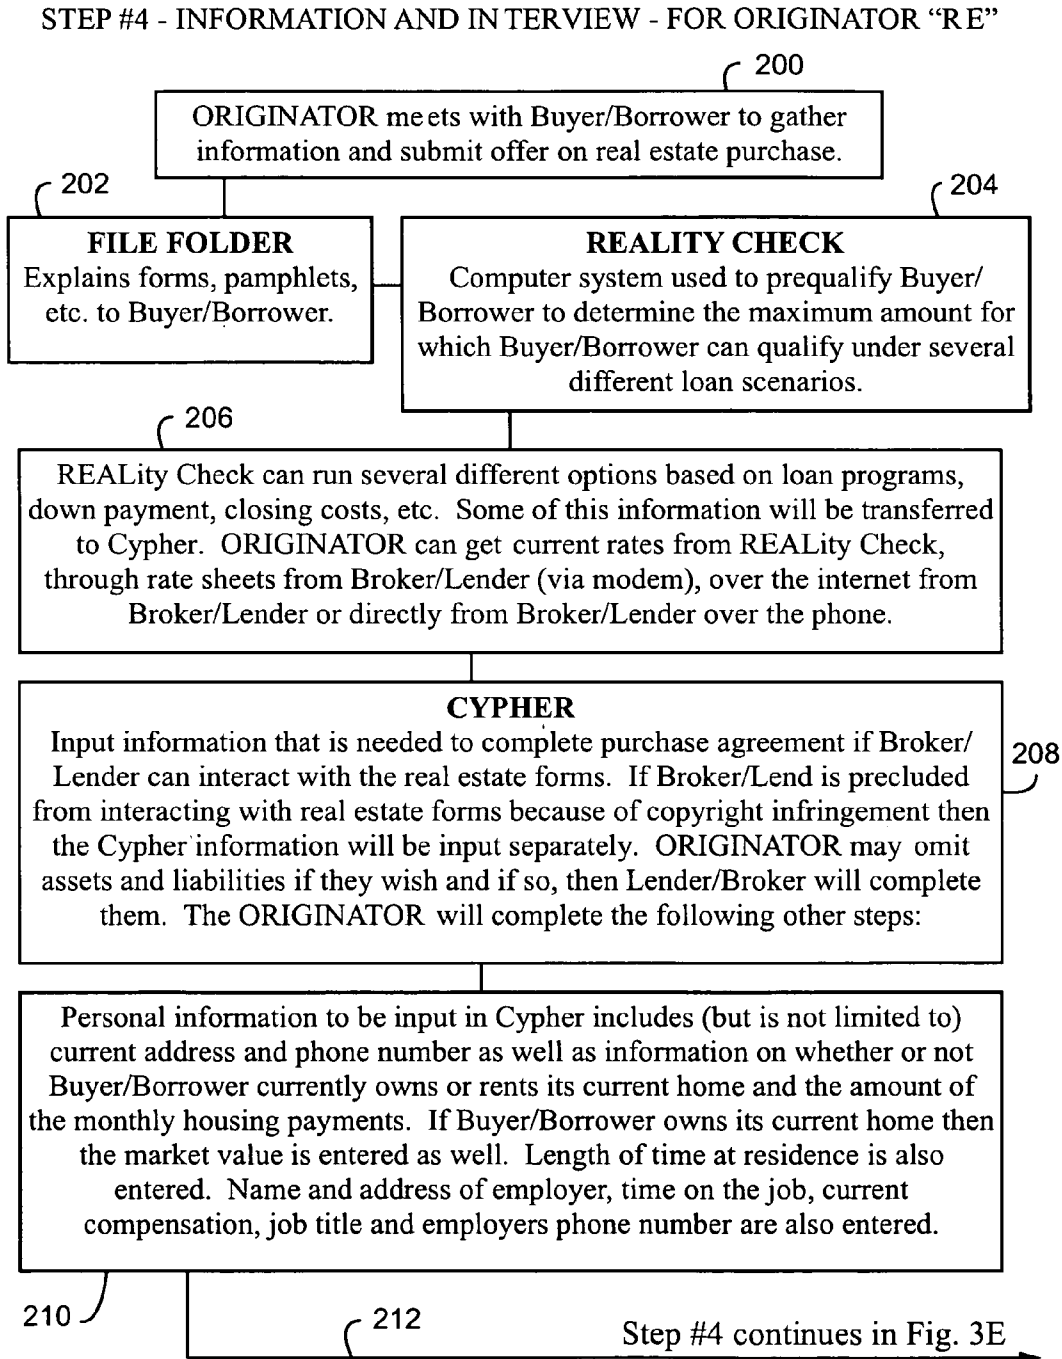 STEP #4 - INFORMATION AND IN TERVIEW - FOR ORIGINATOR “R E”
200
ORIGINATOR me ets with Buyer/Borrower to gather
information and submit offer on real estate purchase.
202
FILE FOLDER
Explains forms, pamphlets,
etc. to Buyer/Borrower.
204
REALITY CHECK
Computer system used to prequalify Buyer/
Borrower to determine the maximum amount for
which Buyer/Borrower can qualify under several
different loan scenarios.
206
REALity Check can run several different options based on loan programs,
down payment, closing costs, etc. Some of this information will be transferred
to Cypher. ORIGINATOR can get current rates from REALity Check,
through rate sheets from Broker/Lender (via modem), over the internet from
Broker/Lender or directly from Broker/Lender over the phone.
CYPHER
Input information that is needed to complete purchase agreement if Broker/
Lender can interact with the real estate forms. If Broker/Lend is precluded
from interacting with real estate forms because of copyright infringement then
the Cypher information will be input separately. ORIGINATOR may omit
assets and liabilities if they wish and if so, then Lender/Broker will complete
them. The ORIGINATOR will complete the following other steps:
208
Personal information to be input in Cypher includes (but is not limited to)
current address and phone number as well as information on whether or not
Buyer/Borrower currently owns or rents its current home and the amount of
the monthly housing payments. If Buyer/Borrower owns its current home then
the market value is entered as well. Length of time at residence is also
entered. Name and address of employer, time on the job, current
compensation, job title and employers phone number are also entered.
210
212
Step #4 continues in Fig. 3E